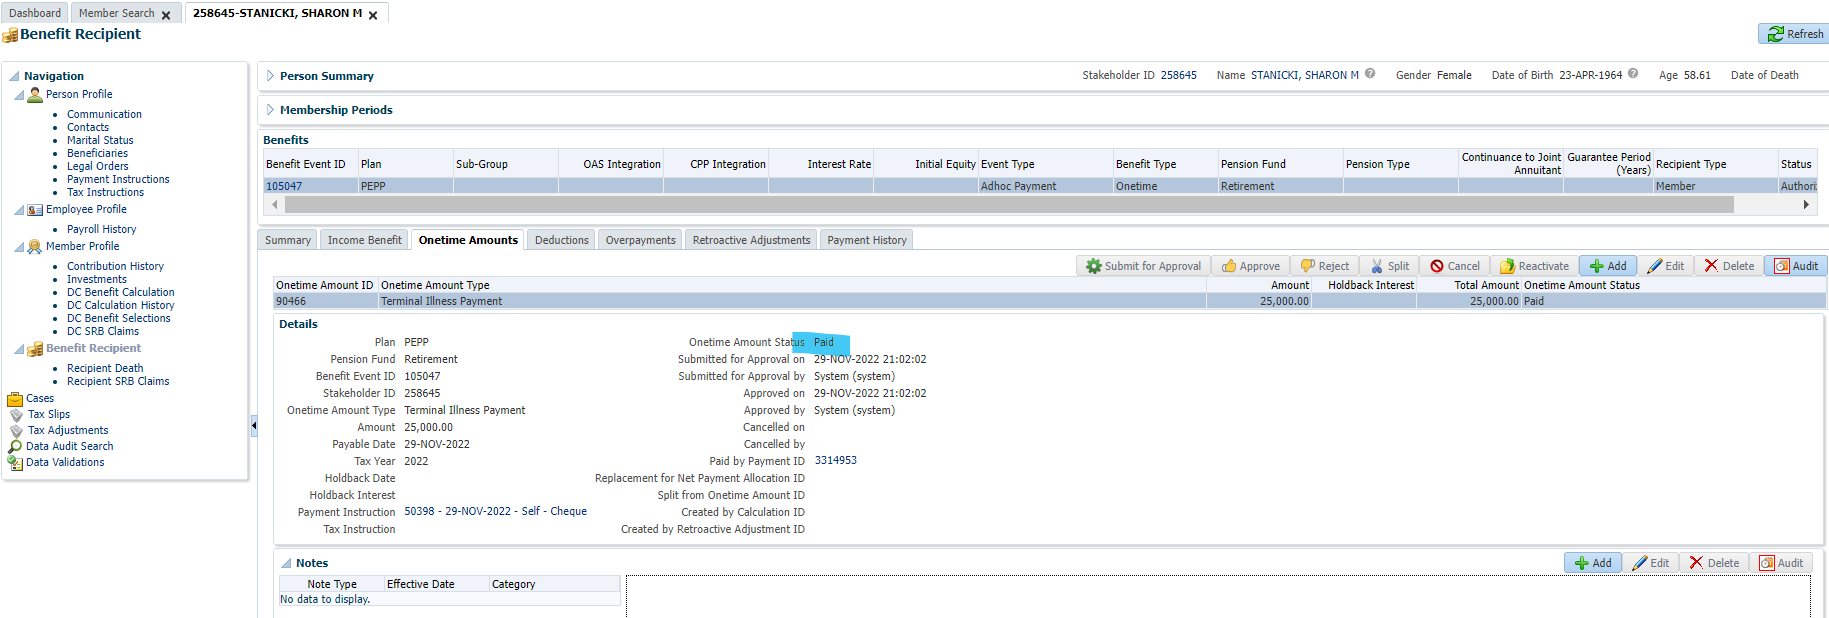 Dashboard Member Search 258645-STANICKI, SHARON M
Benefit Recipient Refresh
Navigation
Person Profile
Communication
Contacts
Marital Status
Beneficiaries
Legal Orders
Payment Instructions
Tax Instructions
Employee Profile
Payroll History
Member Profile
Contribution History
Investments
DC Benefit Calculation
DC Calculation History
DC Benefit Selections
DC SRB Claims
Benefit Recipient
Recipient Death
Recipient SRB Claims
Cases
Tax Slips
Tax Adjustments
Data Audit Search
Data Validations
Person Summary Stakeholder ID 258645 Name STANICKI, SHARON M Gender Female Date of Birth 23-APR-1964 Age 58.61 Date of Death
Membership Periods
Benefits
Benefit Event ID Plan Sub-Group OAS Integration CPP Integration Interest Rate Initial Equity Event Type Benefit Type Pension Fund Pension Type Continuance to Joint Annuitant Guarantee Period (Years) Recipient Type Status
105047 PEPP Adhoc Payment Onetime Retirement Member Authori
Summary Income Benefit Onetime Amounts Deductions Overpayments Retroactive Adjustments Payment History
Submit for Approval Approve Reject Split Cancel Reactivate Add Edit Delete Audit
Onetime Amount ID Onetime Amount Type Amount Holdback Interest Total Amount Onetime Amount Status
90466 Terminal Illness Payment 25,000.00 25,000.00 Paid
Details
Plan PEPP Onetime Amount Status Paid
Pension Fund Retirement Submitted for Approval on 29-NOV-2022 21:02:02
Benefit Event ID 105047 Submitted for Approval by System (system)
Stakeholder ID 258645 Approved on 29-NOV-2022 21:02:02
Onetime Amount Type Terminal Illness Payment Approved by System (system)
Amount 25,000.00 Cancelled on
Payable Date 29-NOV-2022 Cancelled by
Tax Year 2022 Paid by Payment ID 3314953
Holdback Date Replacement for Net Payment Allocation ID
Holdback Interest Split from Onetime Amount ID
Payment Instruction 50398 - 29-NOV-2022 - Self - Cheque Created by Calculation ID
Tax Instruction Created by Retroactive Adjustment ID
Notes Add Edit Delete Audit
Note Type Effective Date Category
No data to display.